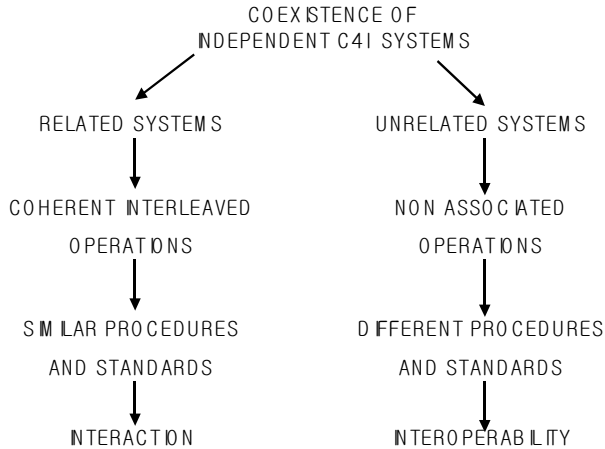 COEXISTENCE OF
INDEPENDENT C4I SYSTEMS
RELATED SYSTEMS
UNRELATED SYSTEMS
COHERENT INTERLEAVED
OPERATIONS
NON ASSOCIATED
OPERATIONS
SIMILAR PROCEDURES
AND STANDARDS
DIFFERENT PROCEDURES
AND STANDARDS
INTERACTION
INTEROPERABILITY